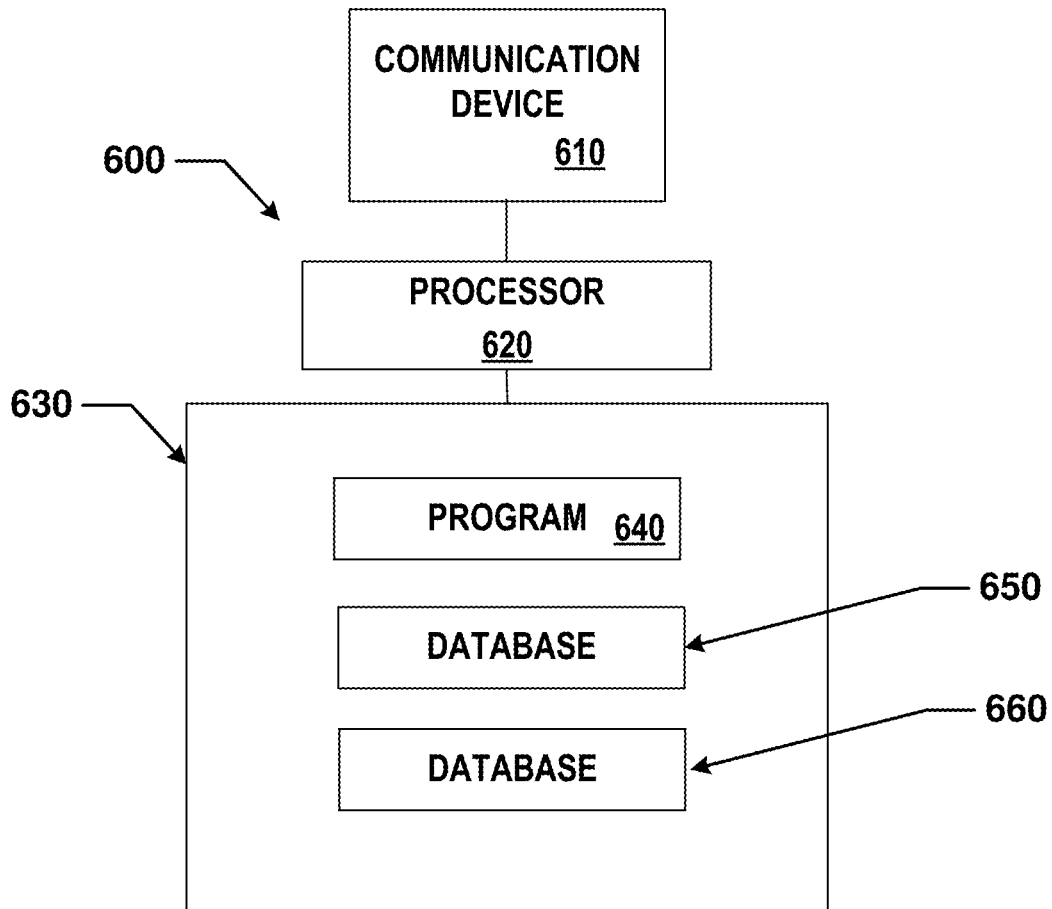 COMMUNICATION
DEVICE
610
600
PROCESSOR
620
630
PROGRAM 640
650
DATABASE
660
DATABASE